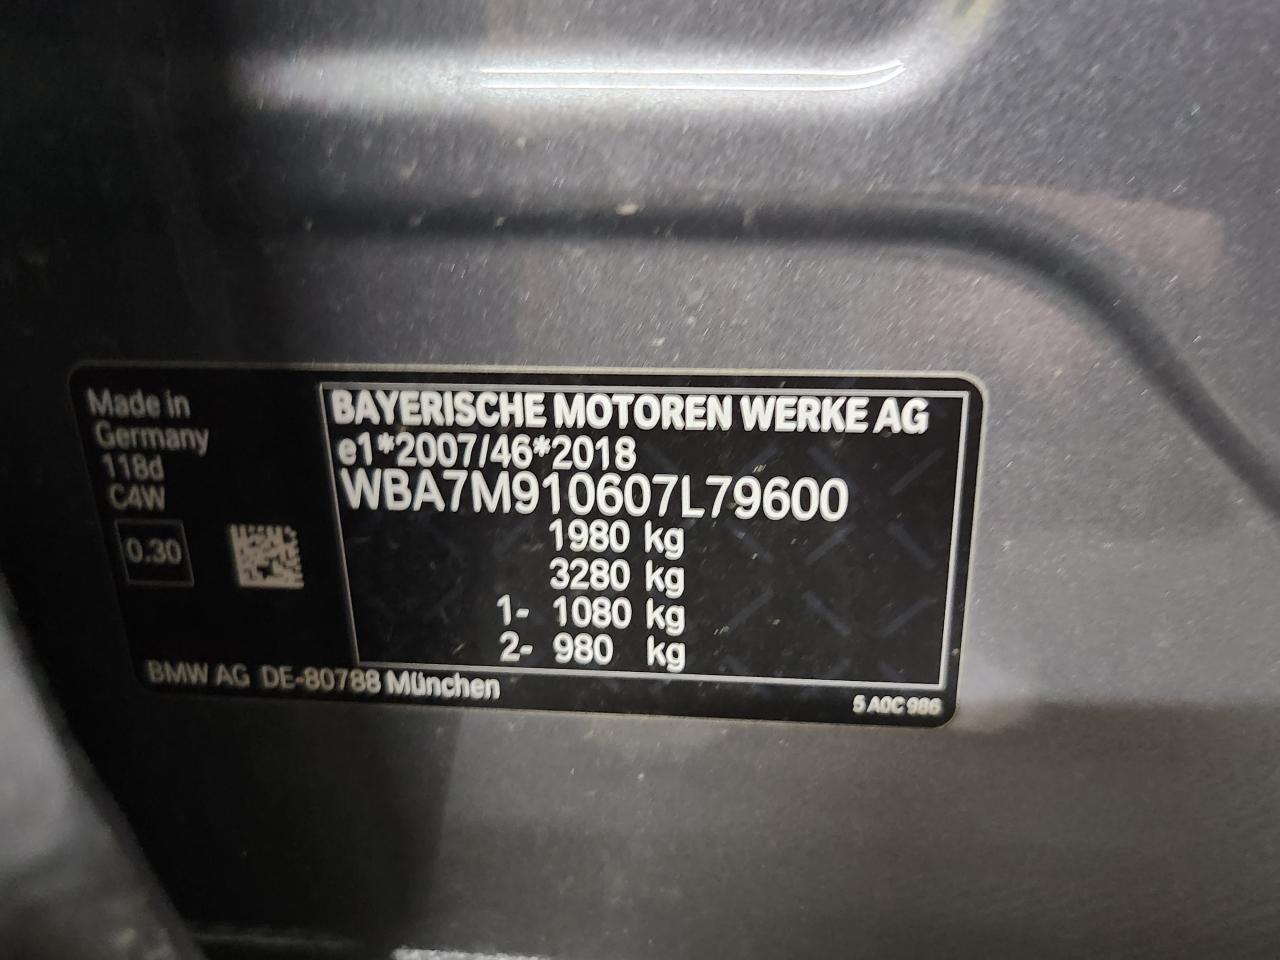 Made in
Germany
118d
C4W
0.30
BAYERISCHE MOTOREN WERKE AG
e1*2007/46*2018
WBA7M910607L79600
1980 kg
3280 kg
1- 1080 kg
2- 980 kg
BMW AG DE-80788 München
5 A0C 986